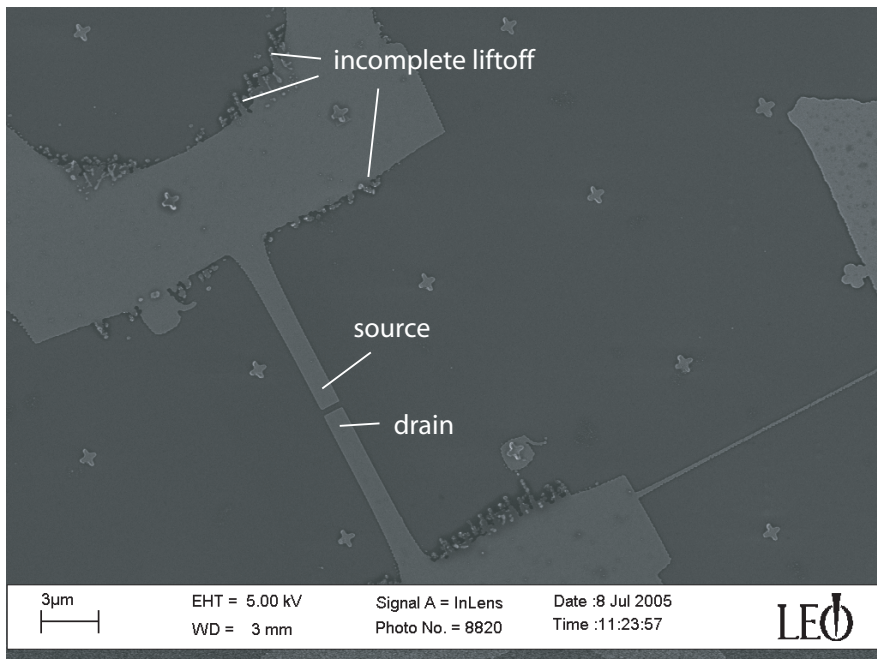 incomplete liftoff
source
drain
3µm
EHT = 5.00 kV
WD = 3 mm
Signal A = InLens
Photo No. = 8820
Date :8 Jul 2005
Time :11:23:57
LEO